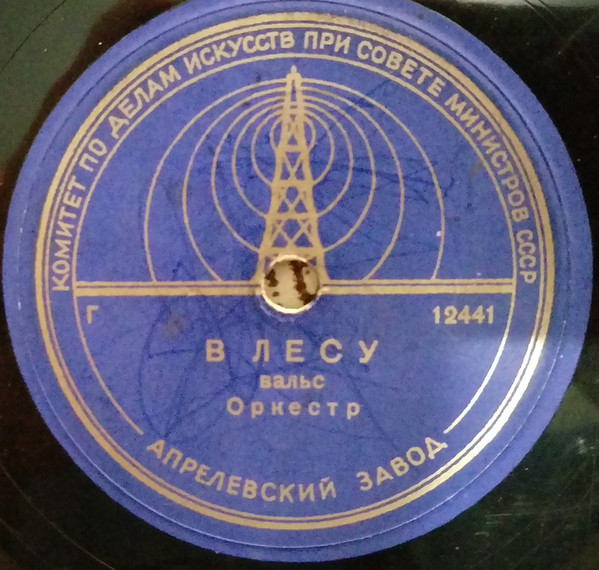 КОМИТЕТ ПО ДЕЛАМ ИСКУССТВ ПРИ СОВЕТЕ МИНИСТРОВ СССР
Г 12441
В ЛЕСУ
вальс
Оркестр
АПРЕЛЕВСКИЙ ЗАВОД